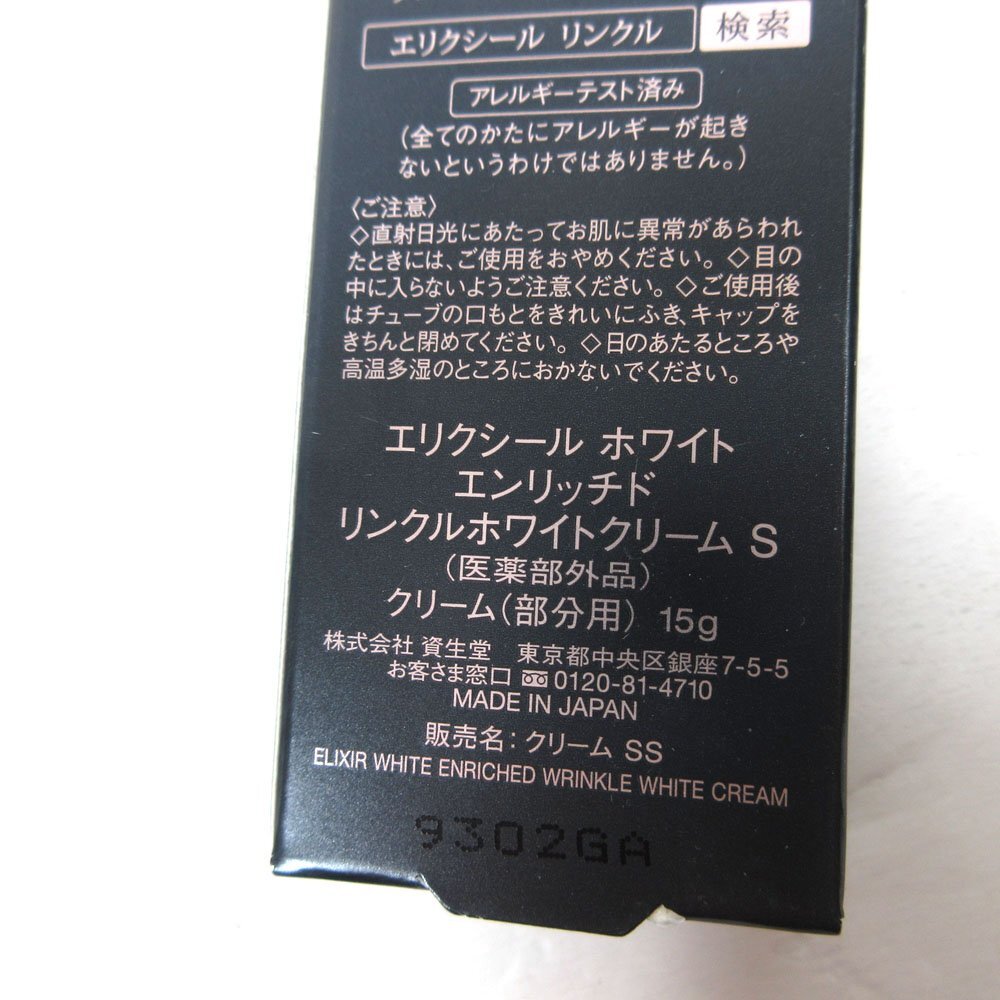 エリクシール リンクル 検索
アレルギーテスト済み
(全てのかたにアレルギーが起き
ないというわけではありません。)
〈ご注意〉
◇直射日光にあたってお肌に異常があらわれ
たときには、ご使用をおやめください。◇目の
中に入らないようご注意ください。◇ご使用後
はチューブの口もとをきれいにふき、キャップを
きちんと閉めてください。◇日のあたるところや
高温多湿のところにおかないでください。
エリクシール ホワイト
エンリッチド
リンクルホワイトクリーム S
(医薬部外品)
クリーム(部分用) 15g
株式会社 資生堂 東京都中央区銀座7-5-5
お客さま窓口 0120-81-4710
MADE IN JAPAN
販売名:クリーム SS
ELIXIR WHITE ENRICHED WRINKLE WHITE CREAM
9302GA